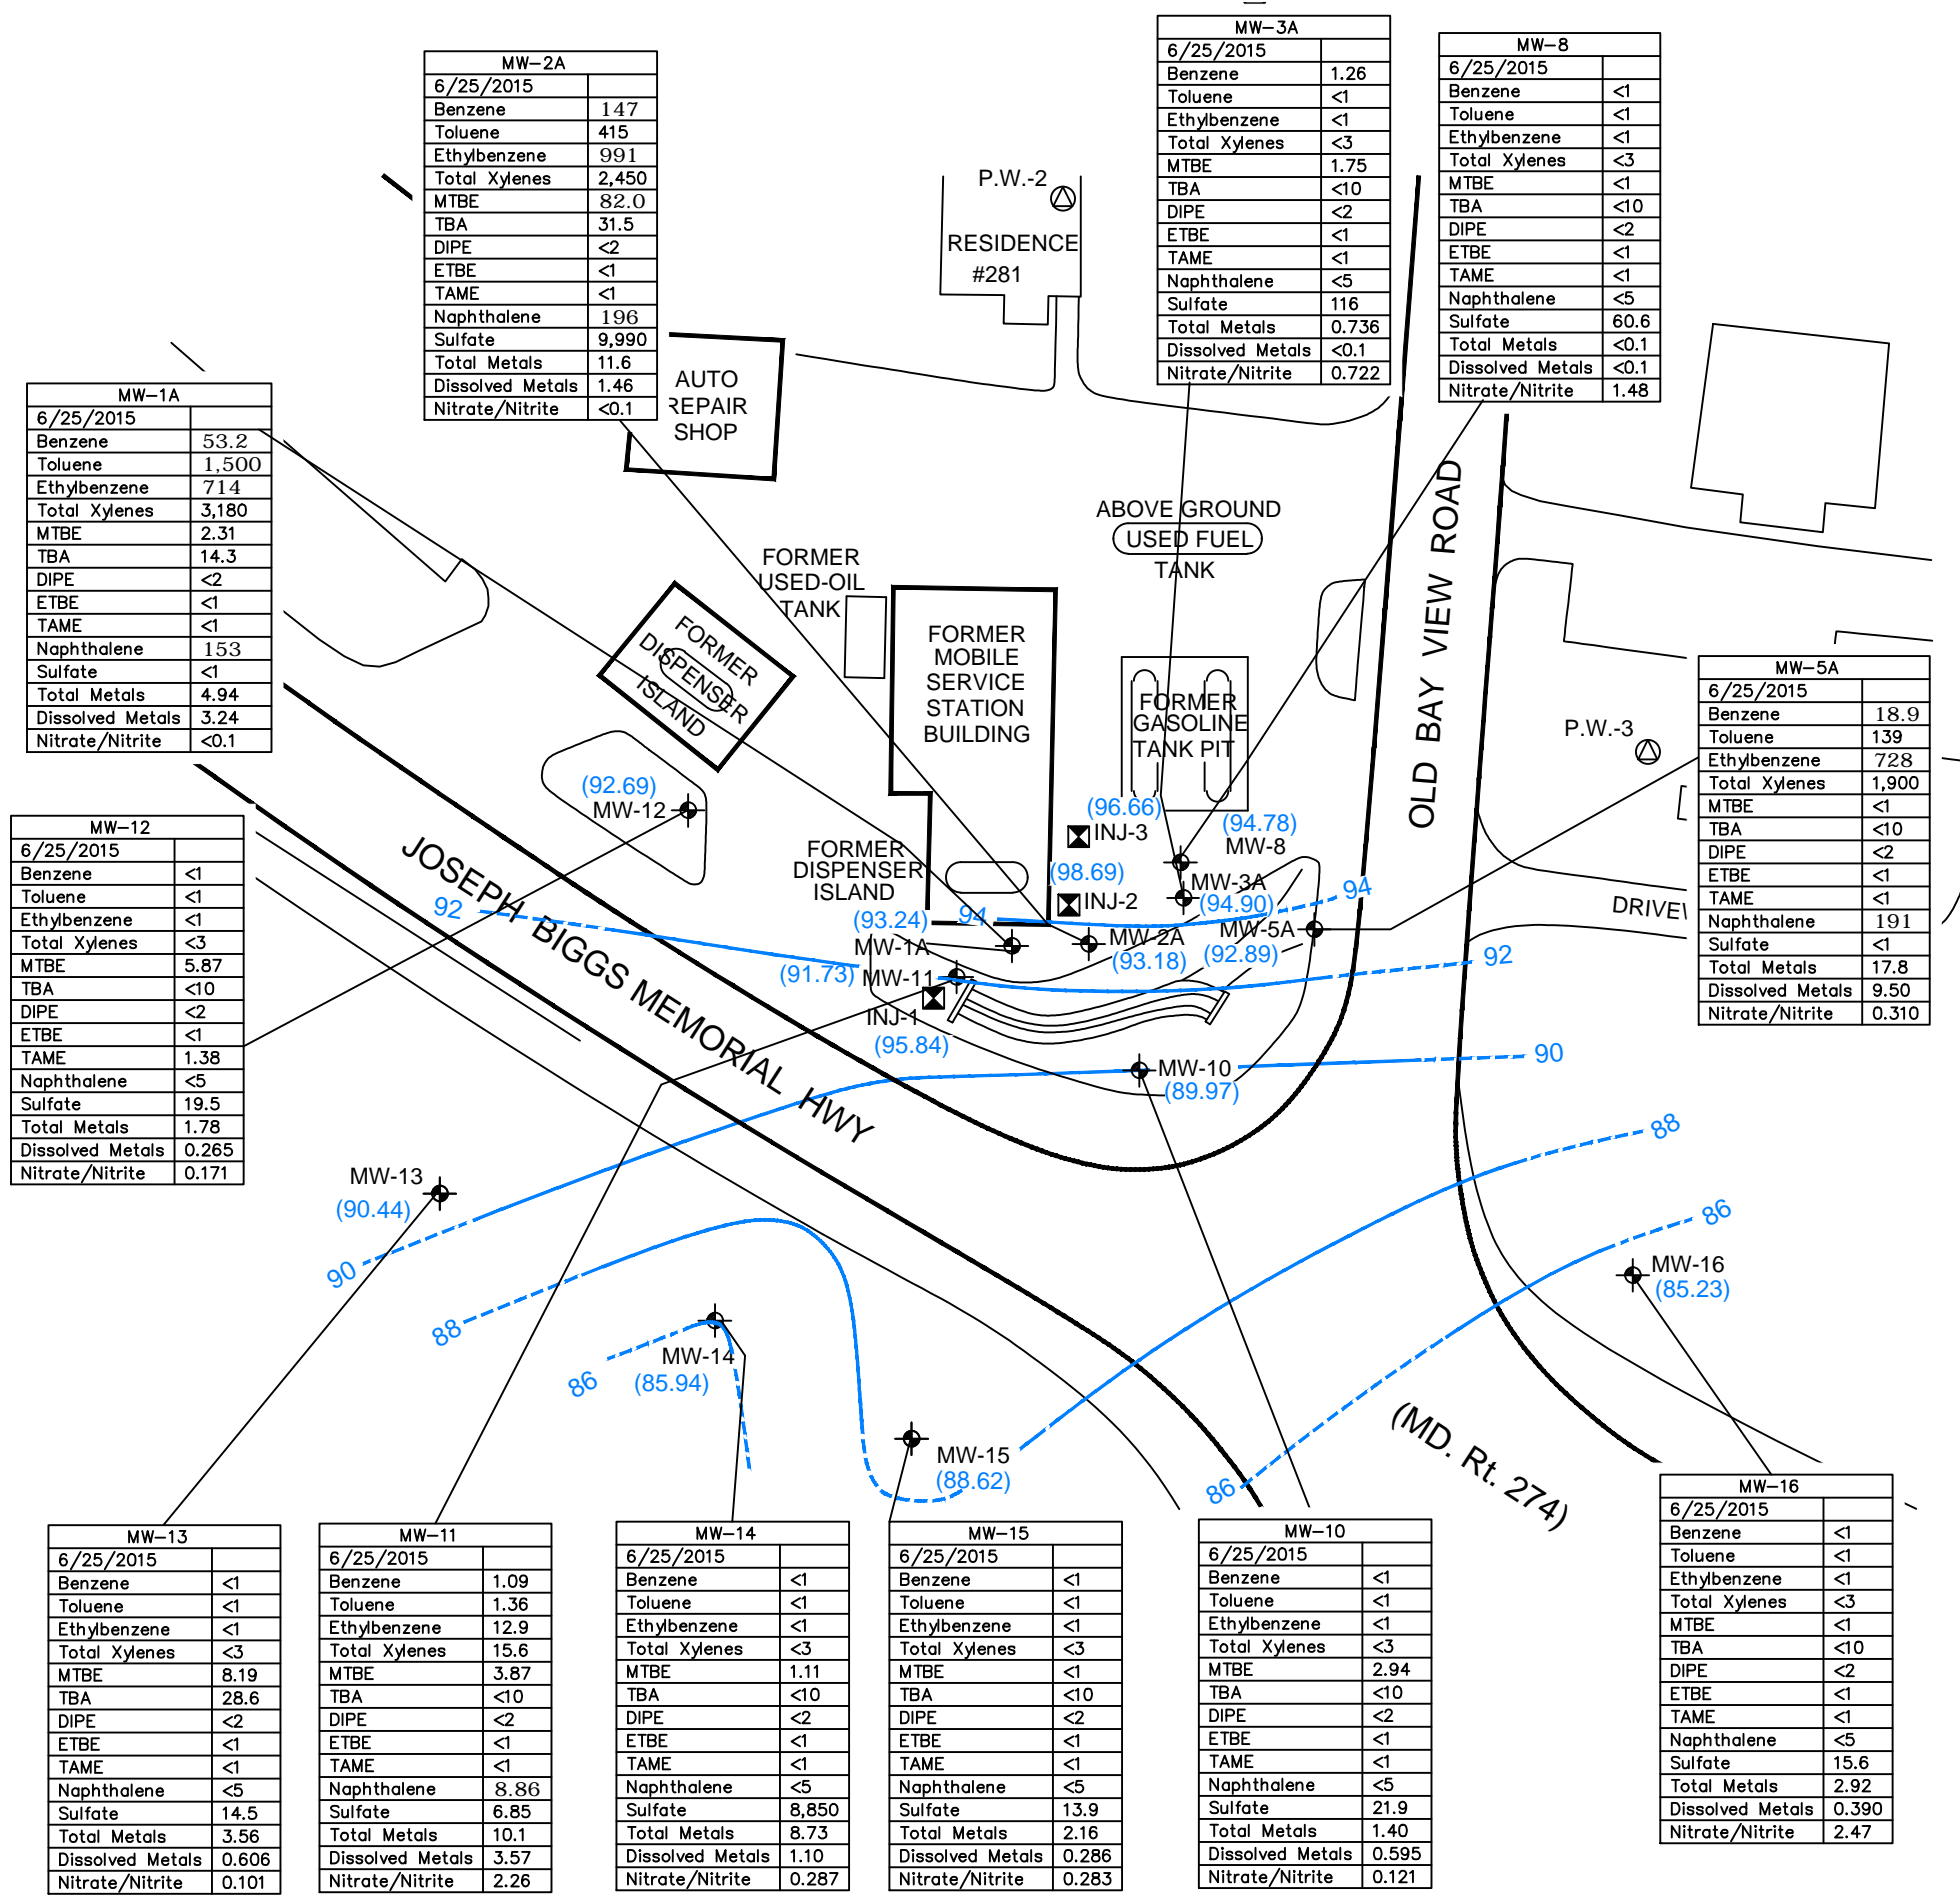 MW-2A
6/25/2015
Benzene 147
Toluene 415
Ethylbenzene 991
Total Xylenes 2,450
MTBE 82.0
TBA 31.5
DIPE <2
ETBE <1
TAME <1
Naphthalene 196
Sulfate 9,990
Total Metals 11.6
Dissolved Metals 1.46
Nitrate/Nitrite <0.1
MW-3A
6/25/2015
Benzene 1.26
Toluene <1
Ethylbenzene <1
Total Xylenes <3
MTBE 1.75
TBA <10
DIPE <2
ETBE <1
TAME <1
Naphthalene <5
Sulfate 116
Total Metals 0.736
Dissolved Metals <0.1
Nitrate/Nitrite 0.722
MW-8
6/25/2015
Benzene <1
Toluene <1
Ethylbenzene <1
Total Xylenes <3
MTBE <1
TBA <10
DIPE <2
ETBE <1
TAME <1
Naphthalene <5
Sulfate 60.6
Total Metals <0.1
Dissolved Metals <0.1
Nitrate/Nitrite 1.48
P.W.-2
RESIDENCE
#281
MW-1A
6/25/2015
Benzene 53.2
Toluene 1,500
Ethylbenzene 714
Total Xylenes 3,180
MTBE 2.31
TBA 14.3
DIPE <2
ETBE <1
TAME <1
Naphthalene 153
Sulfate <1
Total Metals 4.94
Dissolved Metals 3.24
Nitrate/Nitrite <0.1
AUTO
REPAIR
SHOP
ABOVE GROUND
USED FUEL
TANK
OLD BAY VIEW ROAD
FORMER
USED-OIL
TANK
FORMER
DISPENSER
ISLAND
FORMER
MOBILE
SERVICE
STATION
BUILDING
FORMER
GASOLINE
TANK PIT
P.W.-3
MW-5A
6/25/2015
Benzene 18.9
Toluene 139
Ethylbenzene 728
Total Xylenes 1,900
MTBE <1
TBA <10
DIPE <2
ETBE <1
TAME <1
Naphthalene 191
Sulfate <1
Total Metals 17.8
Dissolved Metals 9.50
Nitrate/Nitrite 0.310
(92.69)
MW-12
(96.66)
INJ-3
(94.78)
MW-8
FORMER
DISPENSER
ISLAND
(98.69)
INJ-2
MW-3A
(94.90)
94
94
(93.24)
MW-1A
MW-2A
(93.18)
MW-5A
(92.89)
DRIVEW
92
92
(91.73)
MW-11
INJ-1
(95.84)
JOSEPH BIGGS MEMORIAL HWY
MW-12
6/25/2015
Benzene <1
Toluene <1
Ethylbenzene <1
Total Xylenes <3
MTBE 5.87
TBA <10
DIPE <2
ETBE <1
TAME 1.38
Naphthalene <5
Sulfate 19.5
Total Metals 1.78
Dissolved Metals 0.265
Nitrate/Nitrite 0.171
MW-10
(89.97)
90
88
86
MW-13
(90.44)
90
88
86
MW-14
(85.94)
MW-15
(88.62)
86
MW-16
(85.23)
(MD. Rt. 274)
MW-13
6/25/2015
Benzene <1
Toluene <1
Ethylbenzene <1
Total Xylenes <3
MTBE 8.19
TBA 28.6
DIPE <2
ETBE <1
TAME <1
Naphthalene <5
Sulfate 14.5
Total Metals 3.56
Dissolved Metals 0.606
Nitrate/Nitrite 0.101
MW-11
6/25/2015
Benzene 1.09
Toluene 1.36
Ethylbenzene 12.9
Total Xylenes 15.6
MTBE 3.87
TBA <10
DIPE <2
ETBE <1
TAME <1
Naphthalene 8.86
Sulfate 6.85
Total Metals 10.1
Dissolved Metals 3.57
Nitrate/Nitrite 2.26
MW-14
6/25/2015
Benzene <1
Toluene <1
Ethylbenzene <1
Total Xylenes <3
MTBE 1.11
TBA <10
DIPE <2
ETBE <1
TAME <1
Naphthalene <5
Sulfate 8,850
Total Metals 8.73
Dissolved Metals 1.10
Nitrate/Nitrite 0.287
MW-15
6/25/2015
Benzene <1
Toluene <1
Ethylbenzene <1
Total Xylenes <3
MTBE <1
TBA <10
DIPE <2
ETBE <1
TAME <1
Naphthalene <5
Sulfate 13.9
Total Metals 2.16
Dissolved Metals 0.286
Nitrate/Nitrite 0.283
MW-10
6/25/2015
Benzene <1
Toluene <1
Ethylbenzene <1
Total Xylenes <3
MTBE 2.94
TBA <10
DIPE <2
ETBE <1
TAME <1
Naphthalene <5
Sulfate 21.9
Total Metals 1.40
Dissolved Metals 0.595
Nitrate/Nitrite 0.121
MW-16
6/25/2015
Benzene <1
Toluene <1
Ethylbenzene <1
Total Xylenes <3
MTBE <1
TBA <10
DIPE <2
ETBE <1
TAME <1
Naphthalene <5
Sulfate 15.6
Total Metals 2.92
Dissolved Metals 0.390
Nitrate/Nitrite 2.47